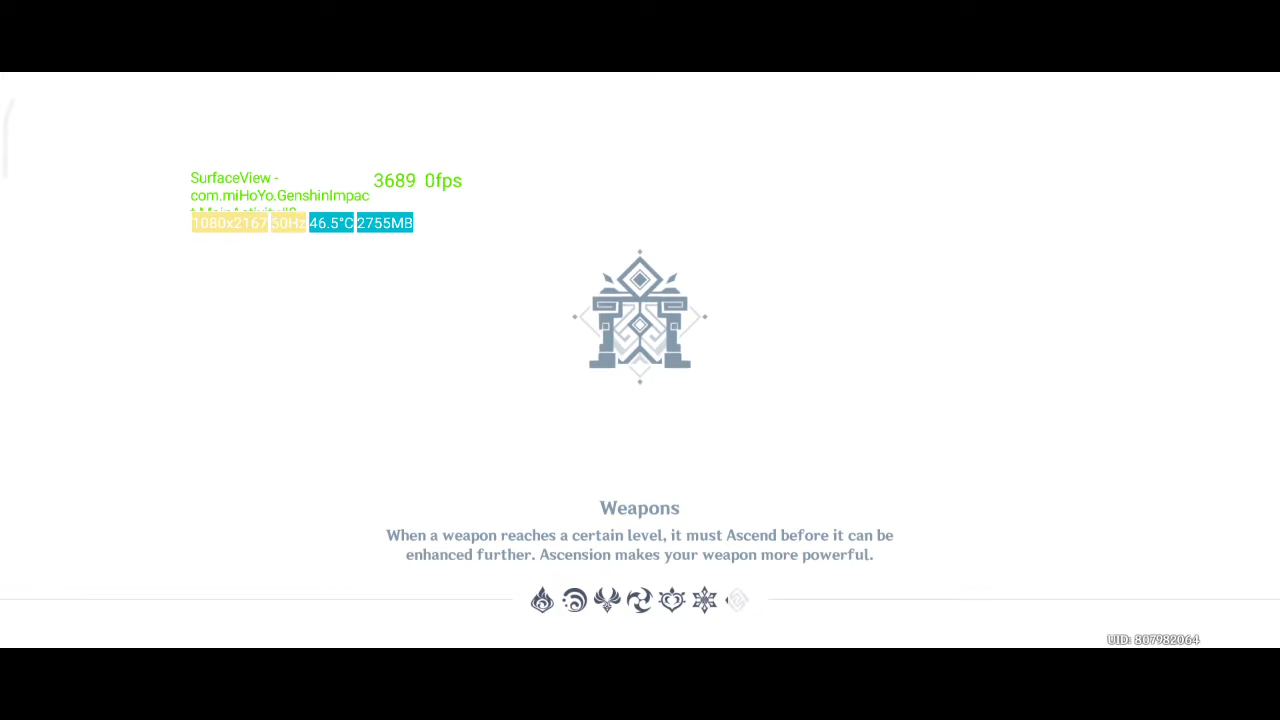 SurfaceView -
com.miHoYo.GenshinImpac
3689 0fps
1080x2167 60Hz 46.5°C 2755MB
Weapons
When a weapon reaches a certain level, it must Ascend before it can be
enhanced further. Ascension makes your weapon more powerful.
UID: 807982064